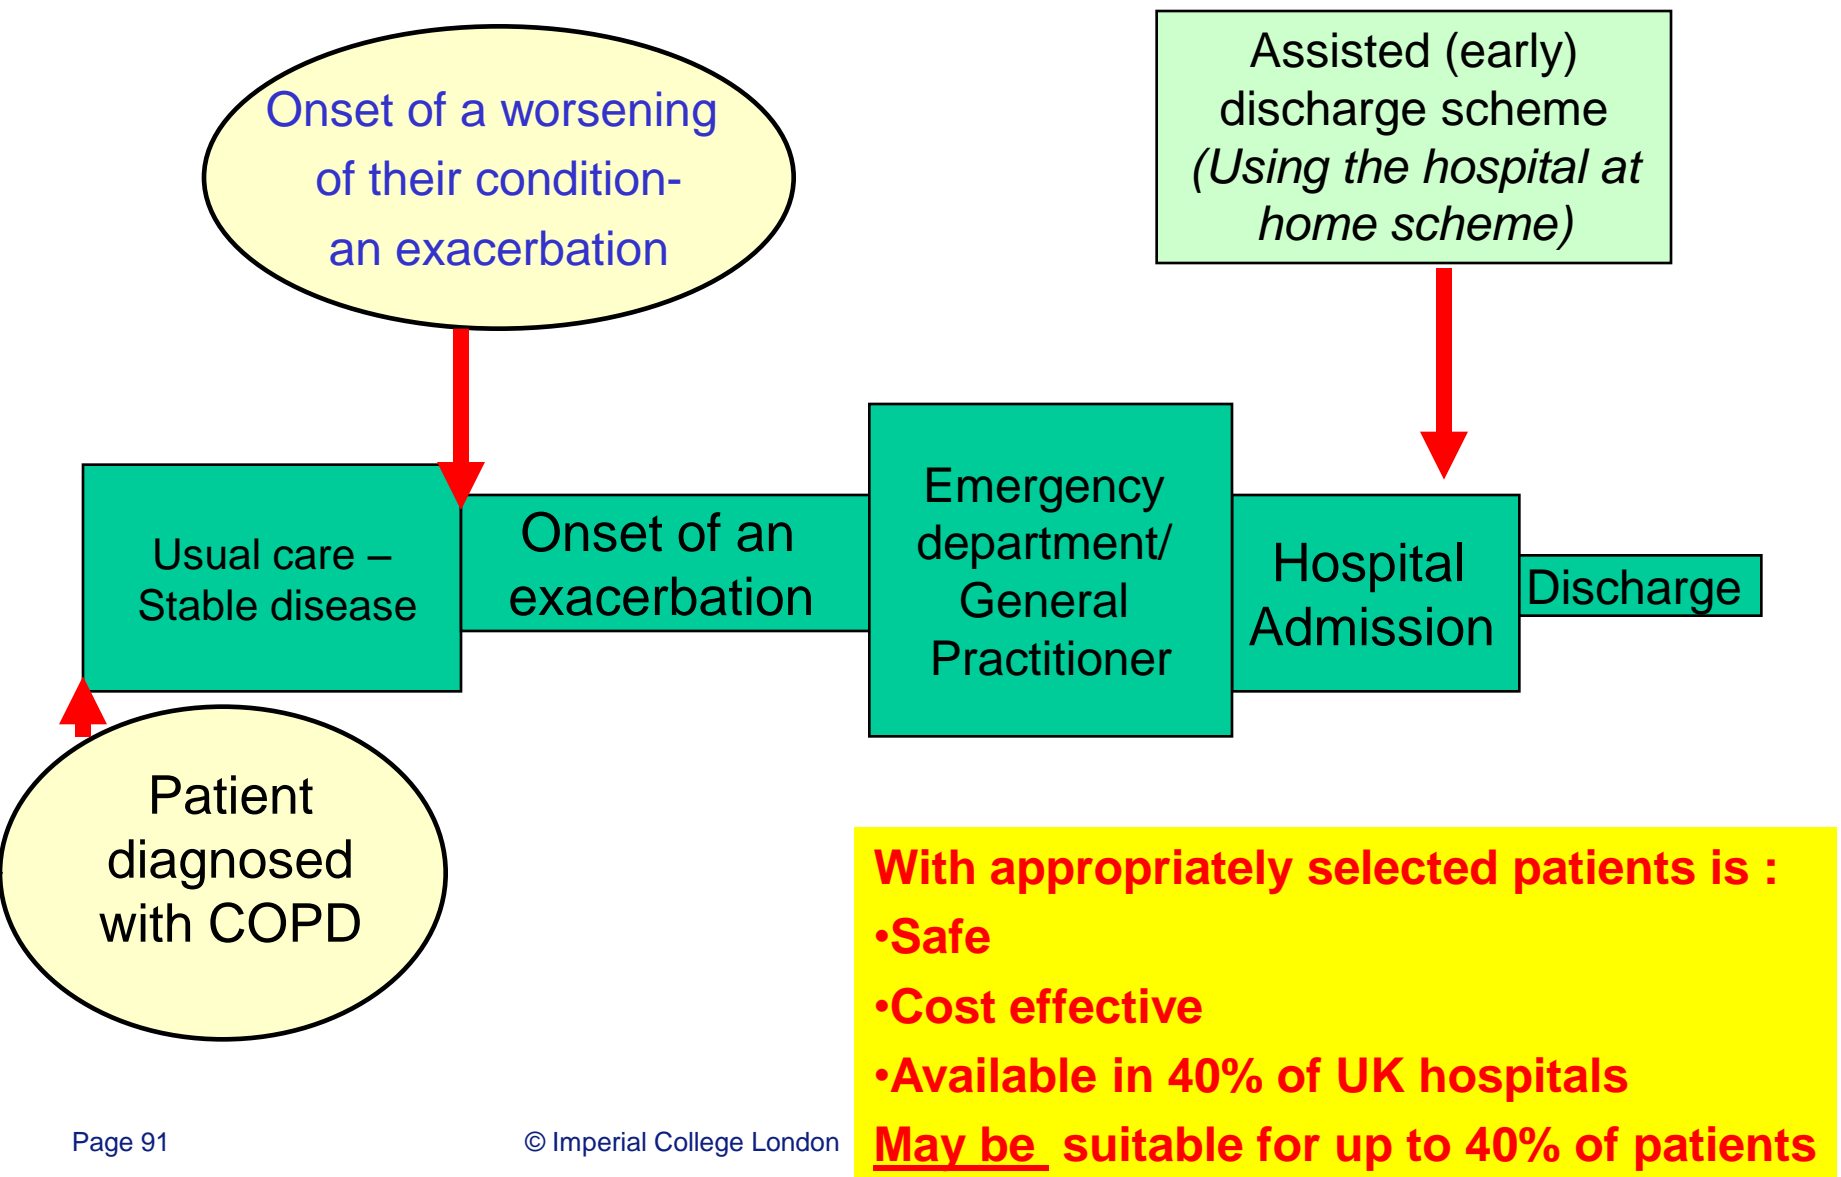 Onset of a worsening
of their condition-
an exacerbation
Assisted (early)
discharge scheme
(Using the hospital at
home scheme)
Usual care –
Stable disease
Onset of an
exacerbation
Emergency
department/
General
Practitioner
Hospital
Admission
Discharge
Patient
diagnosed
with COPD
With appropriately selected patients is :
•Safe
•Cost effective
•Available in 40% of UK hospitals
May be suitable for up to 40% of patients
Page 91
© Imperial College London